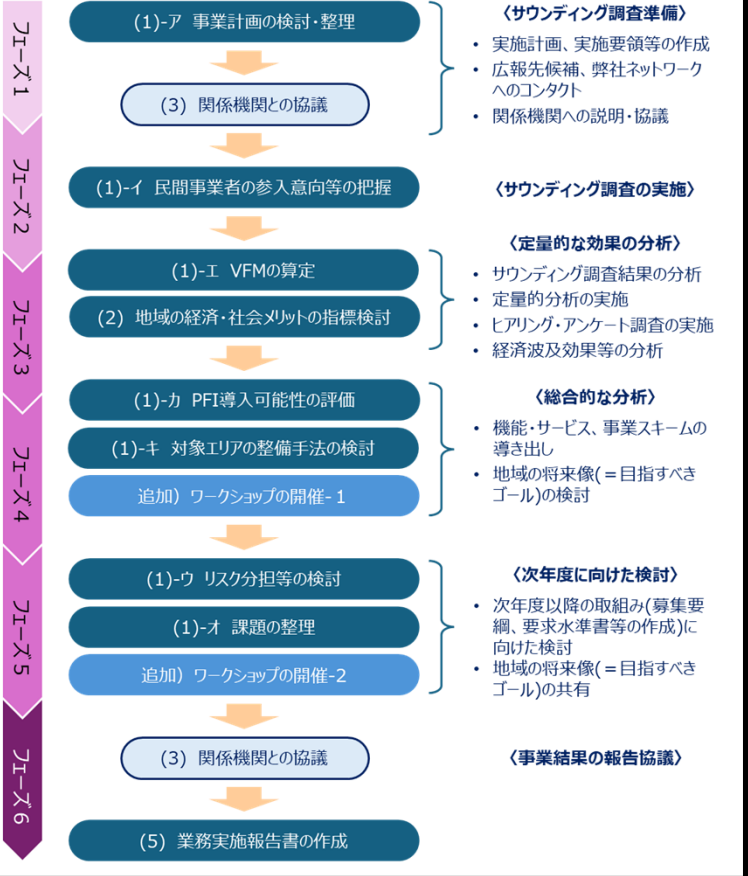 フェーズ1
(1)-ア 事業計画の検討・整理
(3) 関係機関との協議
〈サウンディング調査準備〉
• 実施計画、実施要領等の作成
• 広報先候補、弊社ネットワーク
へのコンタクト
• 関係機関への説明・協議
フェーズ2
(1)-イ 民間事業者の参入意向等の把握
〈サウンディング調査の実施〉
フェーズ3
(1)-エ VFMの算定
(2) 地域の経済・社会メリットの指標検討
〈定量的な効果の分析〉
• サウンディング調査結果の分析
• 定量的分析の実施
• ヒアリング・アンケート調査の実施
• 経済波及効果等の分析
フェーズ4
(1)-カ PFI導入可能性の評価
(1)-キ 対象エリアの整備手法の検討
追加）ワークショップの開催-1
〈総合的な分析〉
• 機能・サービス、事業スキームの
導き出し
• 地域の将来像(＝目指すべき
ゴール)の検討
フェーズ5
(1)-ウ リスク分担等の検討
(1)-オ 課題の整理
追加）ワークショップの開催-2
〈次年度に向けた検討〉
• 次年度以降の取組み(募集要
綱、要求水準書等の作成)に
向けた検討
• 地域の将来像(＝目指すべき
ゴール)の共有
フェーズ6
(3) 関係機関との協議
〈事業結果の報告協議〉
(5) 業務実施報告書の作成